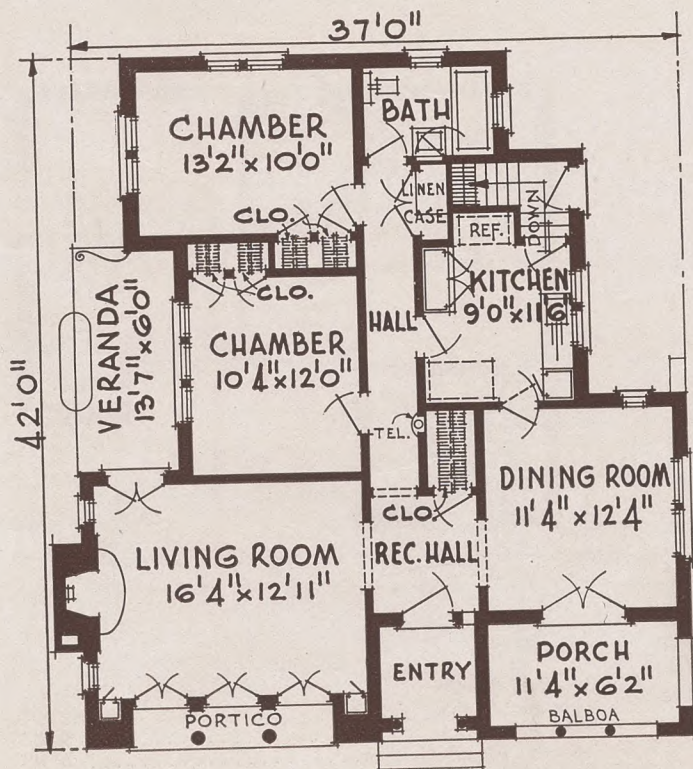 37'0"
CHAMBER
13'2" x 10'0"
BATH
LINEN
CASE
CLO.
REF.
DOWN
KITCHEN
9'0" x 11'6"
CLO.
CHAMBER
10'4" x 12'0"
HALL
VERANDA
13'7" x 6'0"
42'0"
TEL.
DINING ROOM
11'4" x 12'4"
CLO.
LIVING ROOM
16'4" x 12'11"
REC. HALL
ENTRY
PORCH
11'4" x 6'2"
PORTICO
BALBOA